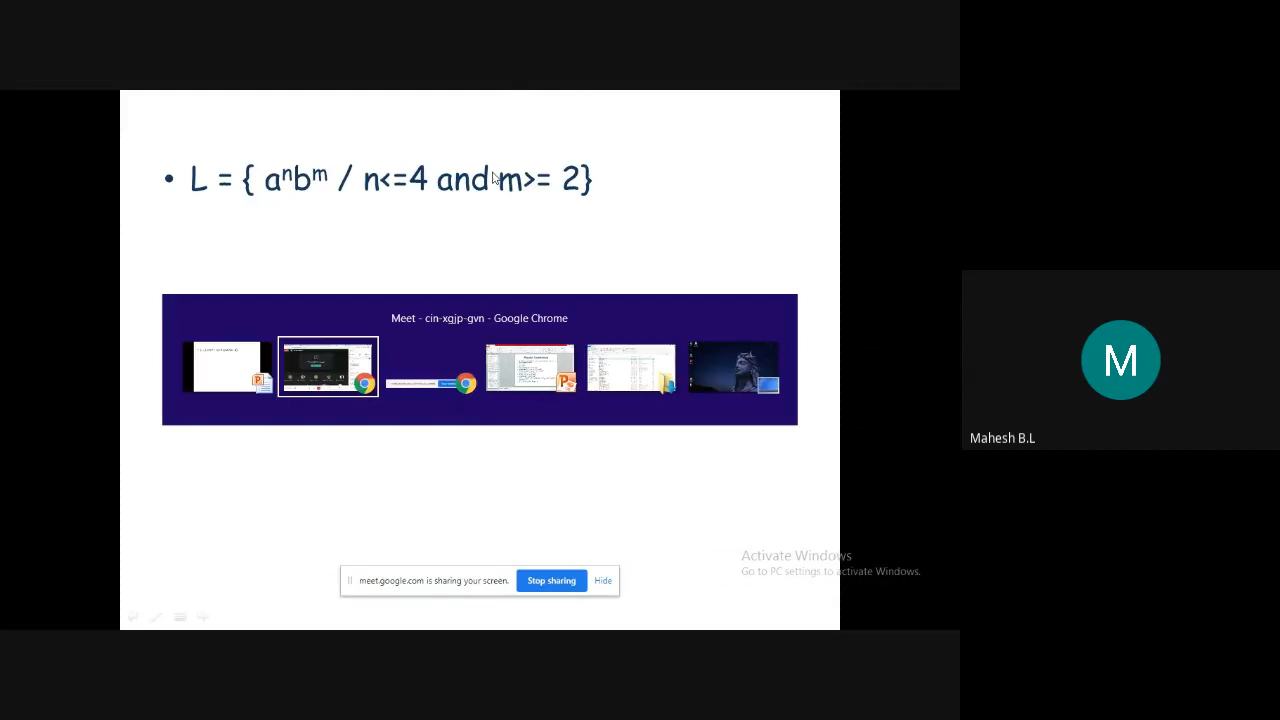 • L = { aⁿbᵐ / n<=4 and m>= 2}
Meet - cin-xgjp-gvn - Google Chrome
meet.google.com is sharing your screen. Stop sharing Hide
Activate Windows
Go to PC settings to activate Windows.
M
Mahesh B.L